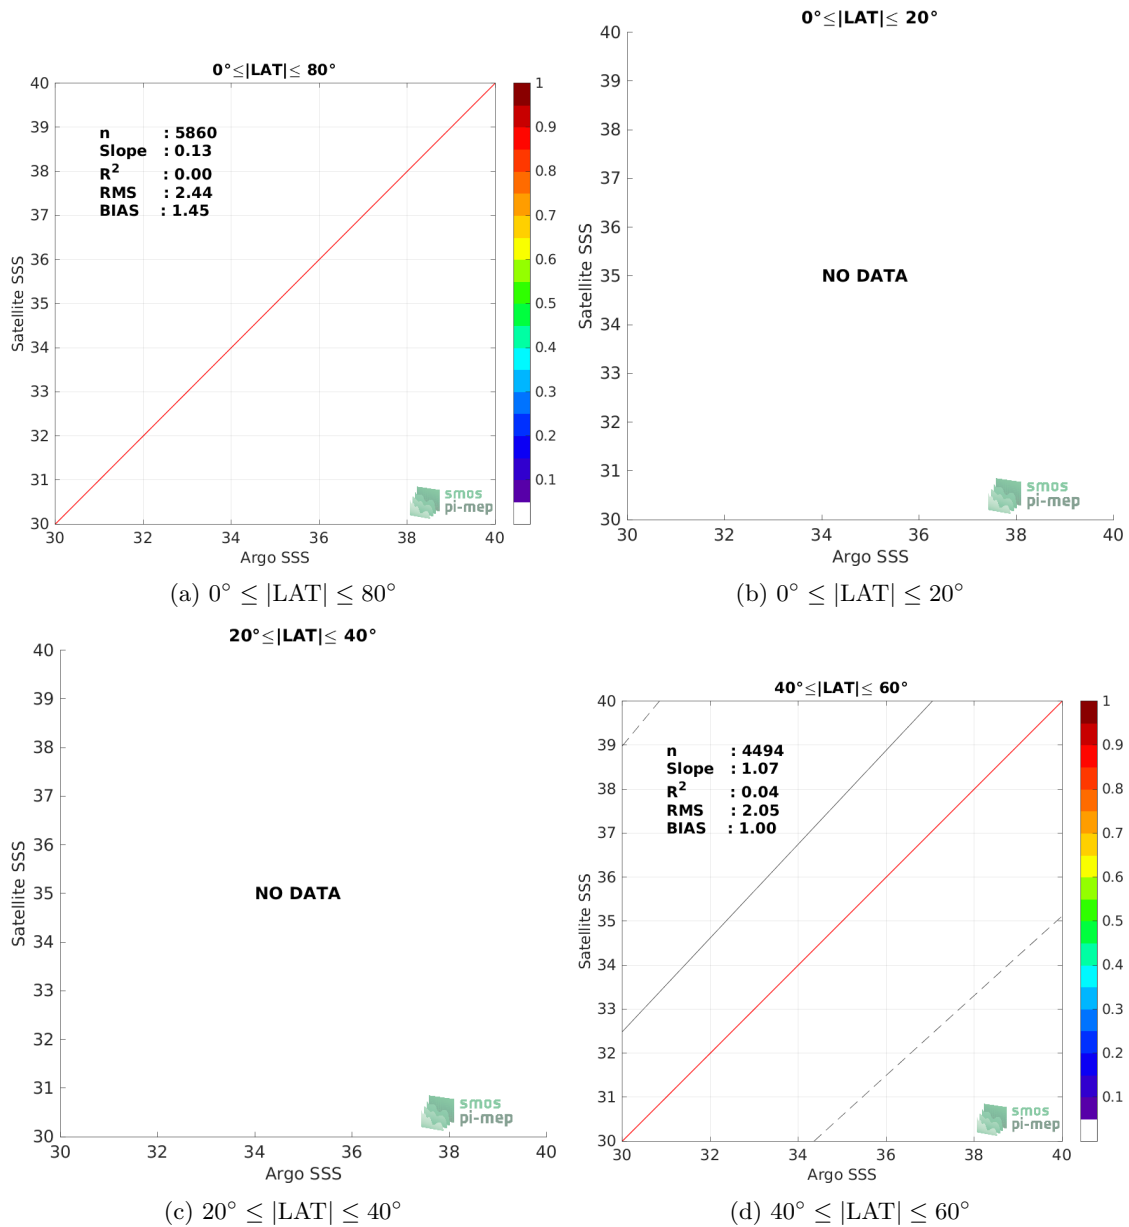 0°≤|LAT|≤ 80°
40
39
38
37
36
35
34
33
32
31
30
Satellite SSS
n : 5860
Slope : 0.13
R² : 0.00
RMS : 2.44
BIAS : 1.45
smos
pi-mep
30 32 34 36 38 40
Argo SSS
1
0.9
0.8
0.7
0.6
0.5
0.4
0.3
0.2
0.1
(a) 0° ≤ |LAT| ≤ 80°
0°≤|LAT|≤ 20°
40
39
38
37
36
35
34
33
32
31
30
Satellite SSS
NO DATA
smos
pi-mep
30 32 34 36 38 40
Argo SSS
(b) 0° ≤ |LAT| ≤ 20°
20°≤|LAT|≤ 40°
40
39
38
37
36
35
34
33
32
31
30
Satellite SSS
NO DATA
smos
pi-mep
30 32 34 36 38 40
Argo SSS
(c) 20° ≤ |LAT| ≤ 40°
40°≤|LAT|≤ 60°
40
39
38
37
36
35
34
33
32
31
30
Satellite SSS
n : 4494
Slope : 1.07
R² : 0.04
RMS : 2.05
BIAS : 1.00
smos
pi-mep
30 32 34 36 38 40
Argo SSS
1
0.9
0.8
0.7
0.6
0.5
0.4
0.3
0.2
0.1
(d) 40° ≤ |LAT| ≤ 60°